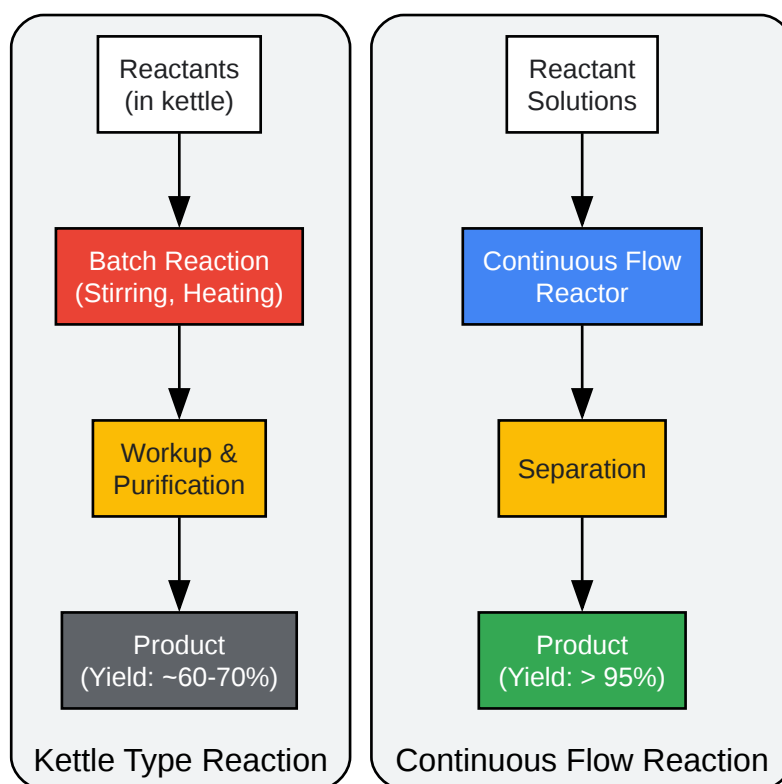 Reactants
(in kettle)
Batch Reaction
(Stirring, Heating)
Workup &
Purification
Product
(Yield: ~60-70%)
Kettle Type Reaction
Reactant
Solutions
Continuous Flow
Reactor
Separation
Product
(Yield: > 95%)
Continuous Flow Reaction